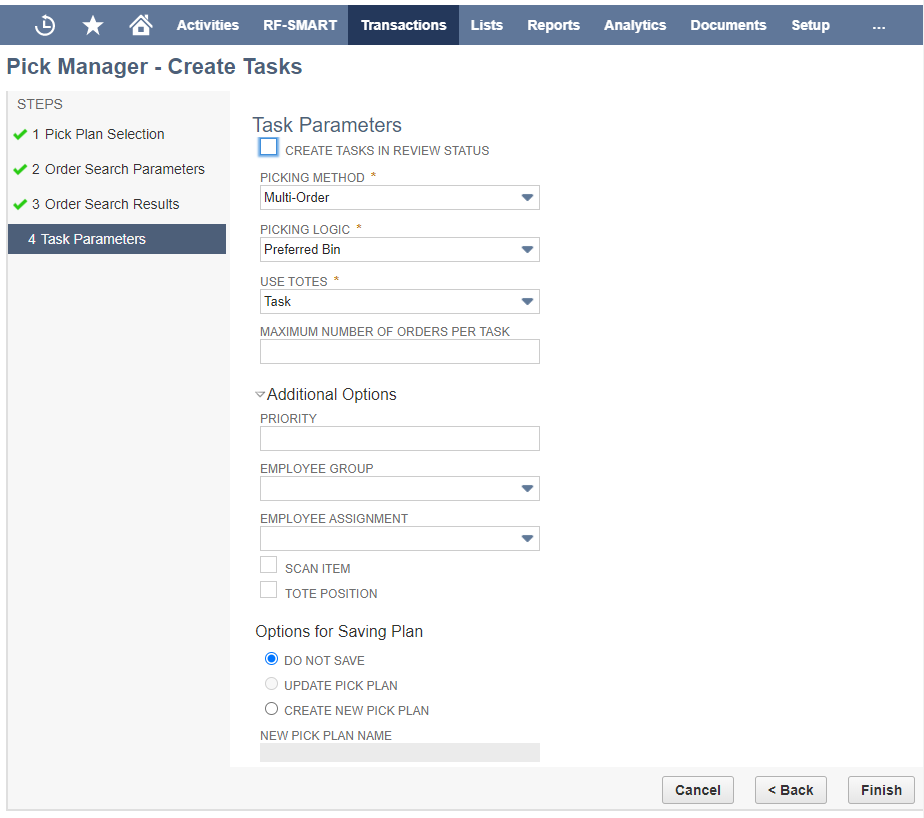 Activities RF-SMART Transactions Lists Reports Analytics Documents Setup ...
Pick Manager - Create Tasks
STEPS
1 Pick Plan Selection
2 Order Search Parameters
3 Order Search Results
4 Task Parameters
Task Parameters
CREATE TASKS IN REVIEW STATUS
PICKING METHOD *
Multi-Order
PICKING LOGIC *
Preferred Bin
USE TOTES *
Task
MAXIMUM NUMBER OF ORDERS PER TASK
Additional Options
PRIORITY
EMPLOYEE GROUP
EMPLOYEE ASSIGNMENT
SCAN ITEM
TOTE POSITION
Options for Saving Plan
DO NOT SAVE
UPDATE PICK PLAN
CREATE NEW PICK PLAN
NEW PICK PLAN NAME
Cancel < Back Finish